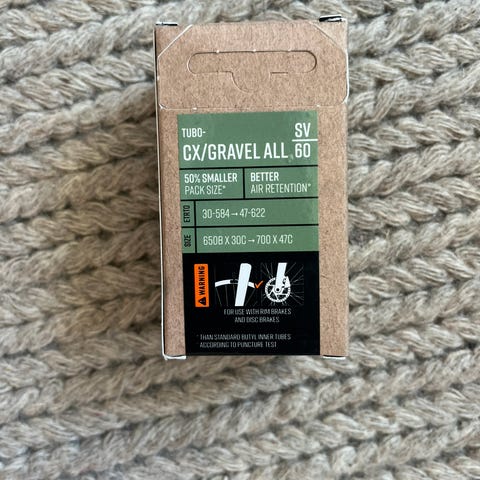 TUBO-
CX/GRAVEL ALL
SV
60
50% SMALLER
PACK SIZE*
BETTER
AIR RETENTION*
ETRTO
30-584 → 47-622
SIZE
650B X 30C → 700 X 47C
WARNING
FOR USE WITH RIM BRAKES
AND DISC BRAKES
* THAN STANDARD BUTYL INNER TUBES
ACCORDING TO PUNCTURE TEST